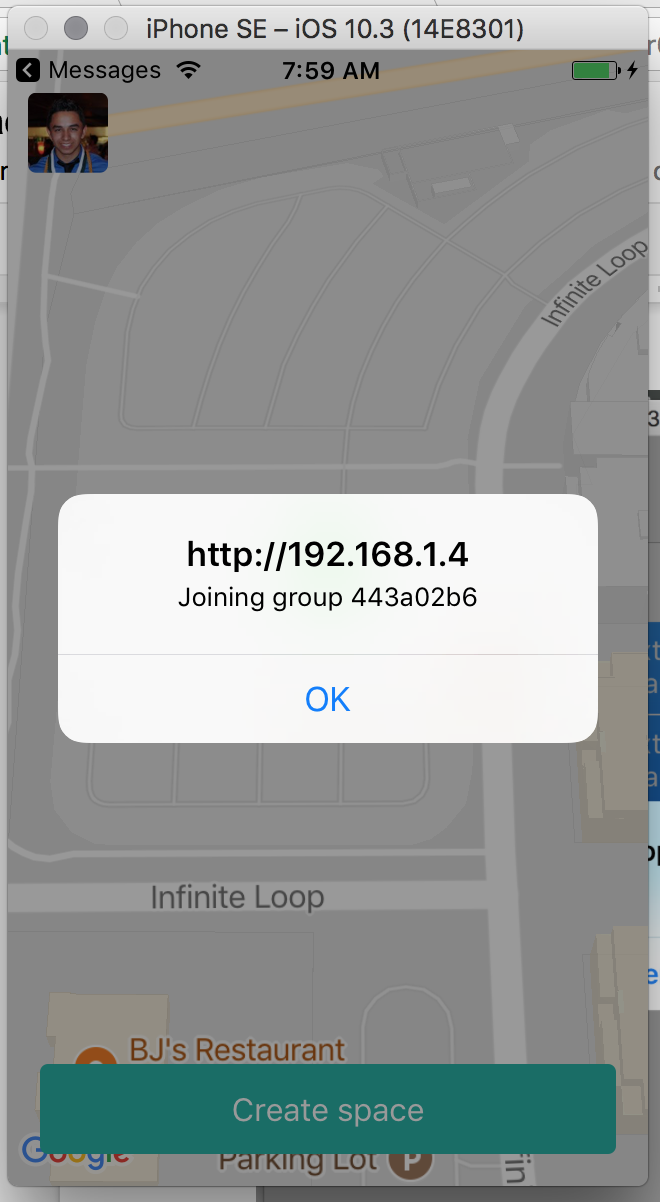 iPhone SE – iOS 10.3 (14E8301)
Messages
7:59 AM
Infinite Loop
http://192.168.1.4
Joining group 443a02b6
OK
Infinite Loop
BJ's Restaurant
Create space
Google
Parking Lot
P